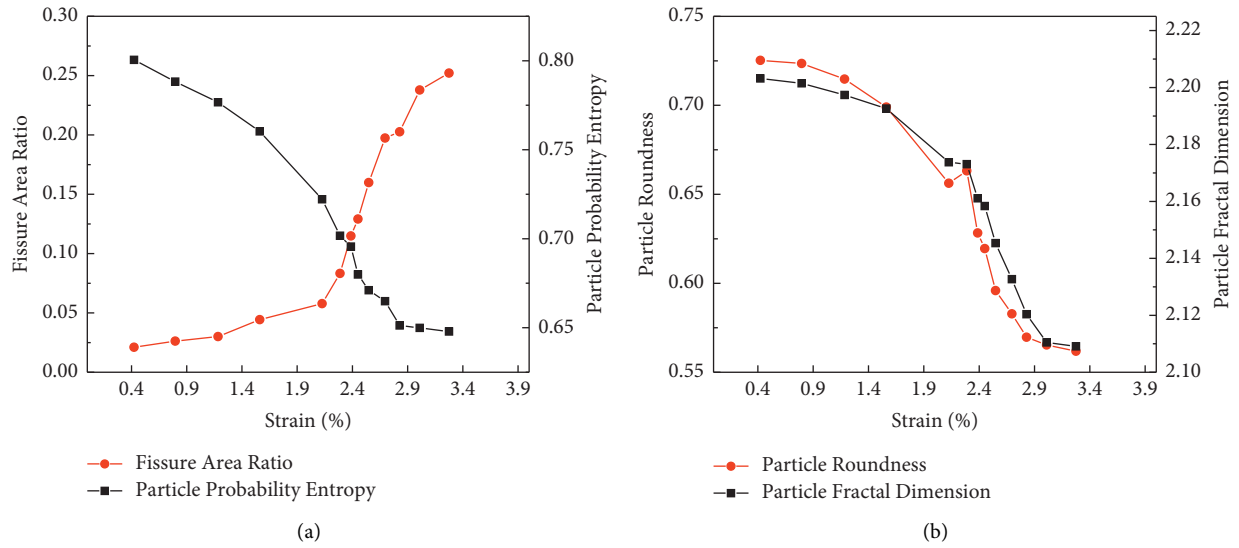 0.30
0.25
0.20
0.15
0.10
0.05
0.00
Fissure Area Ratio
0.80
0.75
0.70
0.65
Particle Probability Entropy
0.4 0.9 1.4 1.9 2.4 2.9 3.4 3.9
Strain (%)
Fissure Area Ratio
Particle Probability Entropy
(a)
0.75
0.70
0.65
0.60
0.55
Particle Roundness
2.22
2.20
2.18
2.16
2.14
2.12
2.10
Particle Fractal Dimension
0.4 0.9 1.4 1.9 2.4 2.9 3.4 3.9
Strain (%)
Particle Roundness
Particle Fractal Dimension
(b)